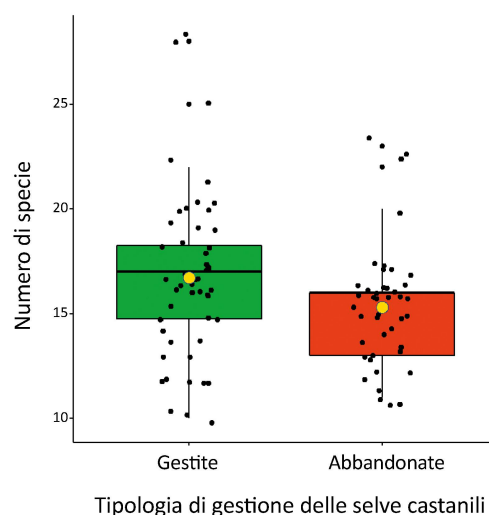 Numero di specie
25
20
15
10
Gestite Abbandonate
Tipologia di gestione delle selve castanili